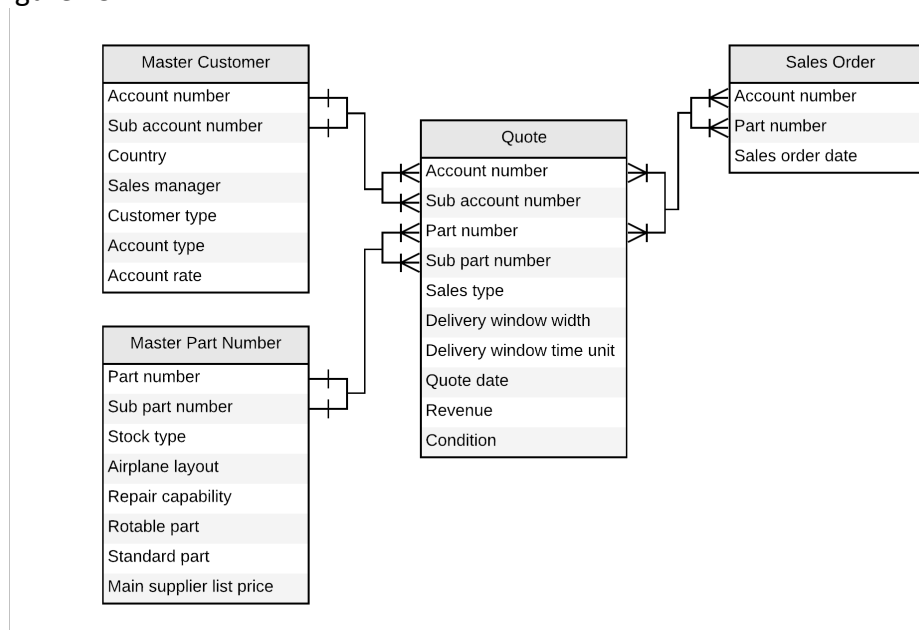 Master Customer
Account number
Sub account number
Country
Sales manager
Customer type
Account type
Account rate
Master Part Number
Part number
Sub part number
Stock type
Airplane layout
Repair capability
Rotable part
Standard part
Main supplier list price
Quote
Account number
Sub account number
Part number
Sub part number
Sales type
Delivery window width
Delivery window time unit
Quote date
Revenue
Condition
Sales Order
Account number
Part number
Sales order date